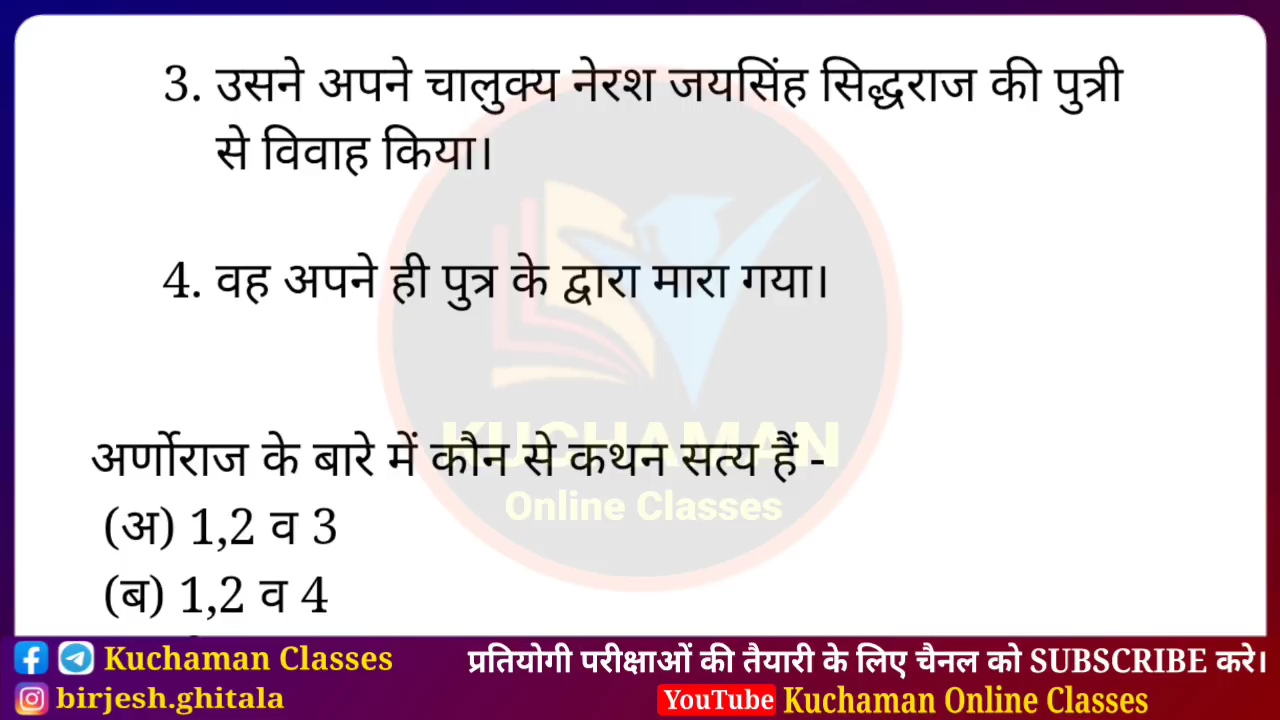 3. उसने अपने चालुक्य नेरश जयसिंह सिद्धराज की पुत्री
से विवाह किया।
4. वह अपने ही पुत्र के द्वारा मारा गया।
अर्णोराज के बारे में कौन से कथन सत्य हैं -
KUCHAMAN
Online Classes
(अ) 1,2 व 3
(ब) 1,2 व 4
Kuchaman Classes
प्रतियोगी परीक्षाओं की तैयारी के लिए चैनल को SUBSCRIBE करे।
birjesh.ghitala
YouTube Kuchaman Online Classes